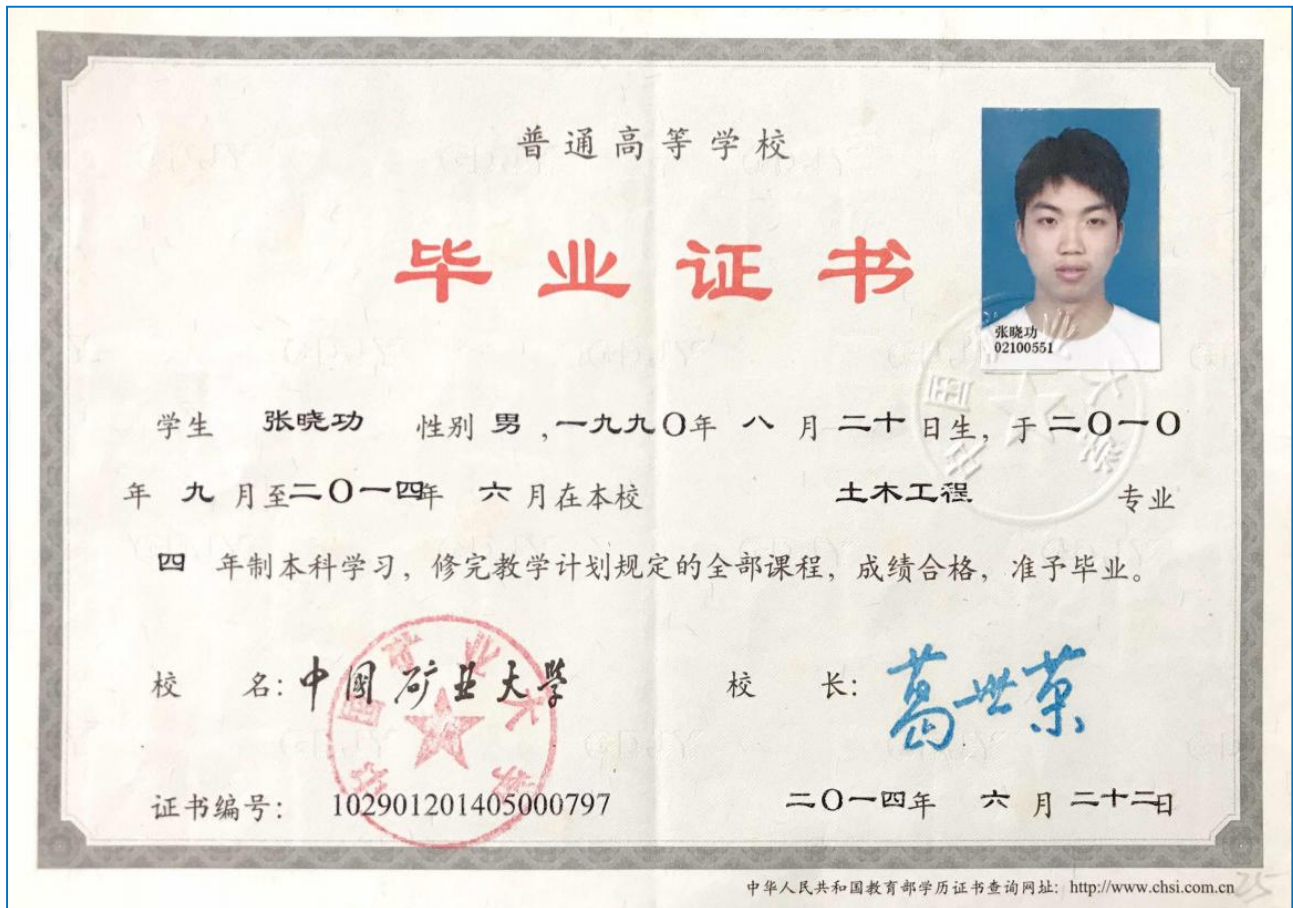 普通高等学校
毕业证书
张晓功
02100551
学生 张晓功 性别 男,一九九〇年 八 月 二十 日生, 于 二〇一〇
年 九 月至二〇一四年 六 月在本校 土木工程 专业
四 年制本科学习, 修完教学计划规定的全部课程, 成绩合格, 准予毕业。
校 名: 中國矿业大学 校 长: 葛世荣
中国矿业大学
证书编号: 102901201405000797 二〇一四年 六 月 二十二日
中华人民共和国教育部学历证书查询网址: http://www.chsi.com.cn
25